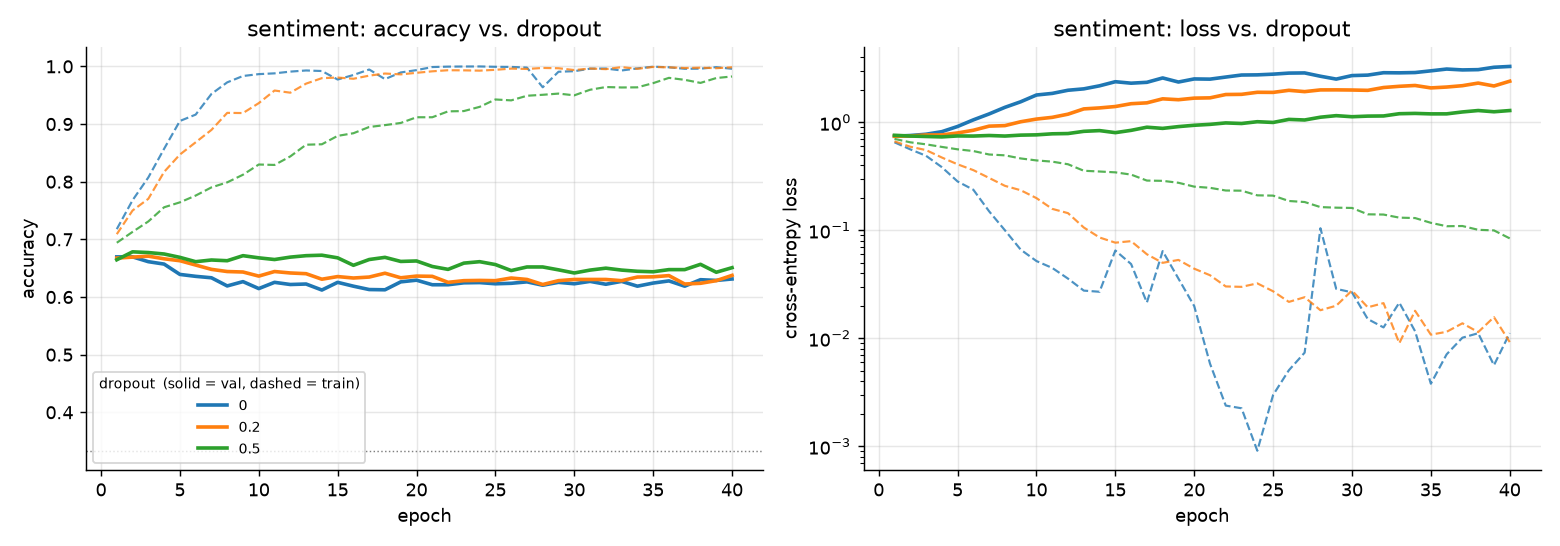 sentiment: accuracy vs. dropout
accuracy
1.0
0.9
0.8
0.7
0.6
0.5
0.4
dropout (solid = val, dashed = train)
0
0.2
0.5
0 5 10 15 20 25 30 35 40
epoch
sentiment: loss vs. dropout
cross-entropy loss
10⁰
10⁻¹
10⁻²
10⁻³
0 5 10 15 20 25 30 35 40
epoch